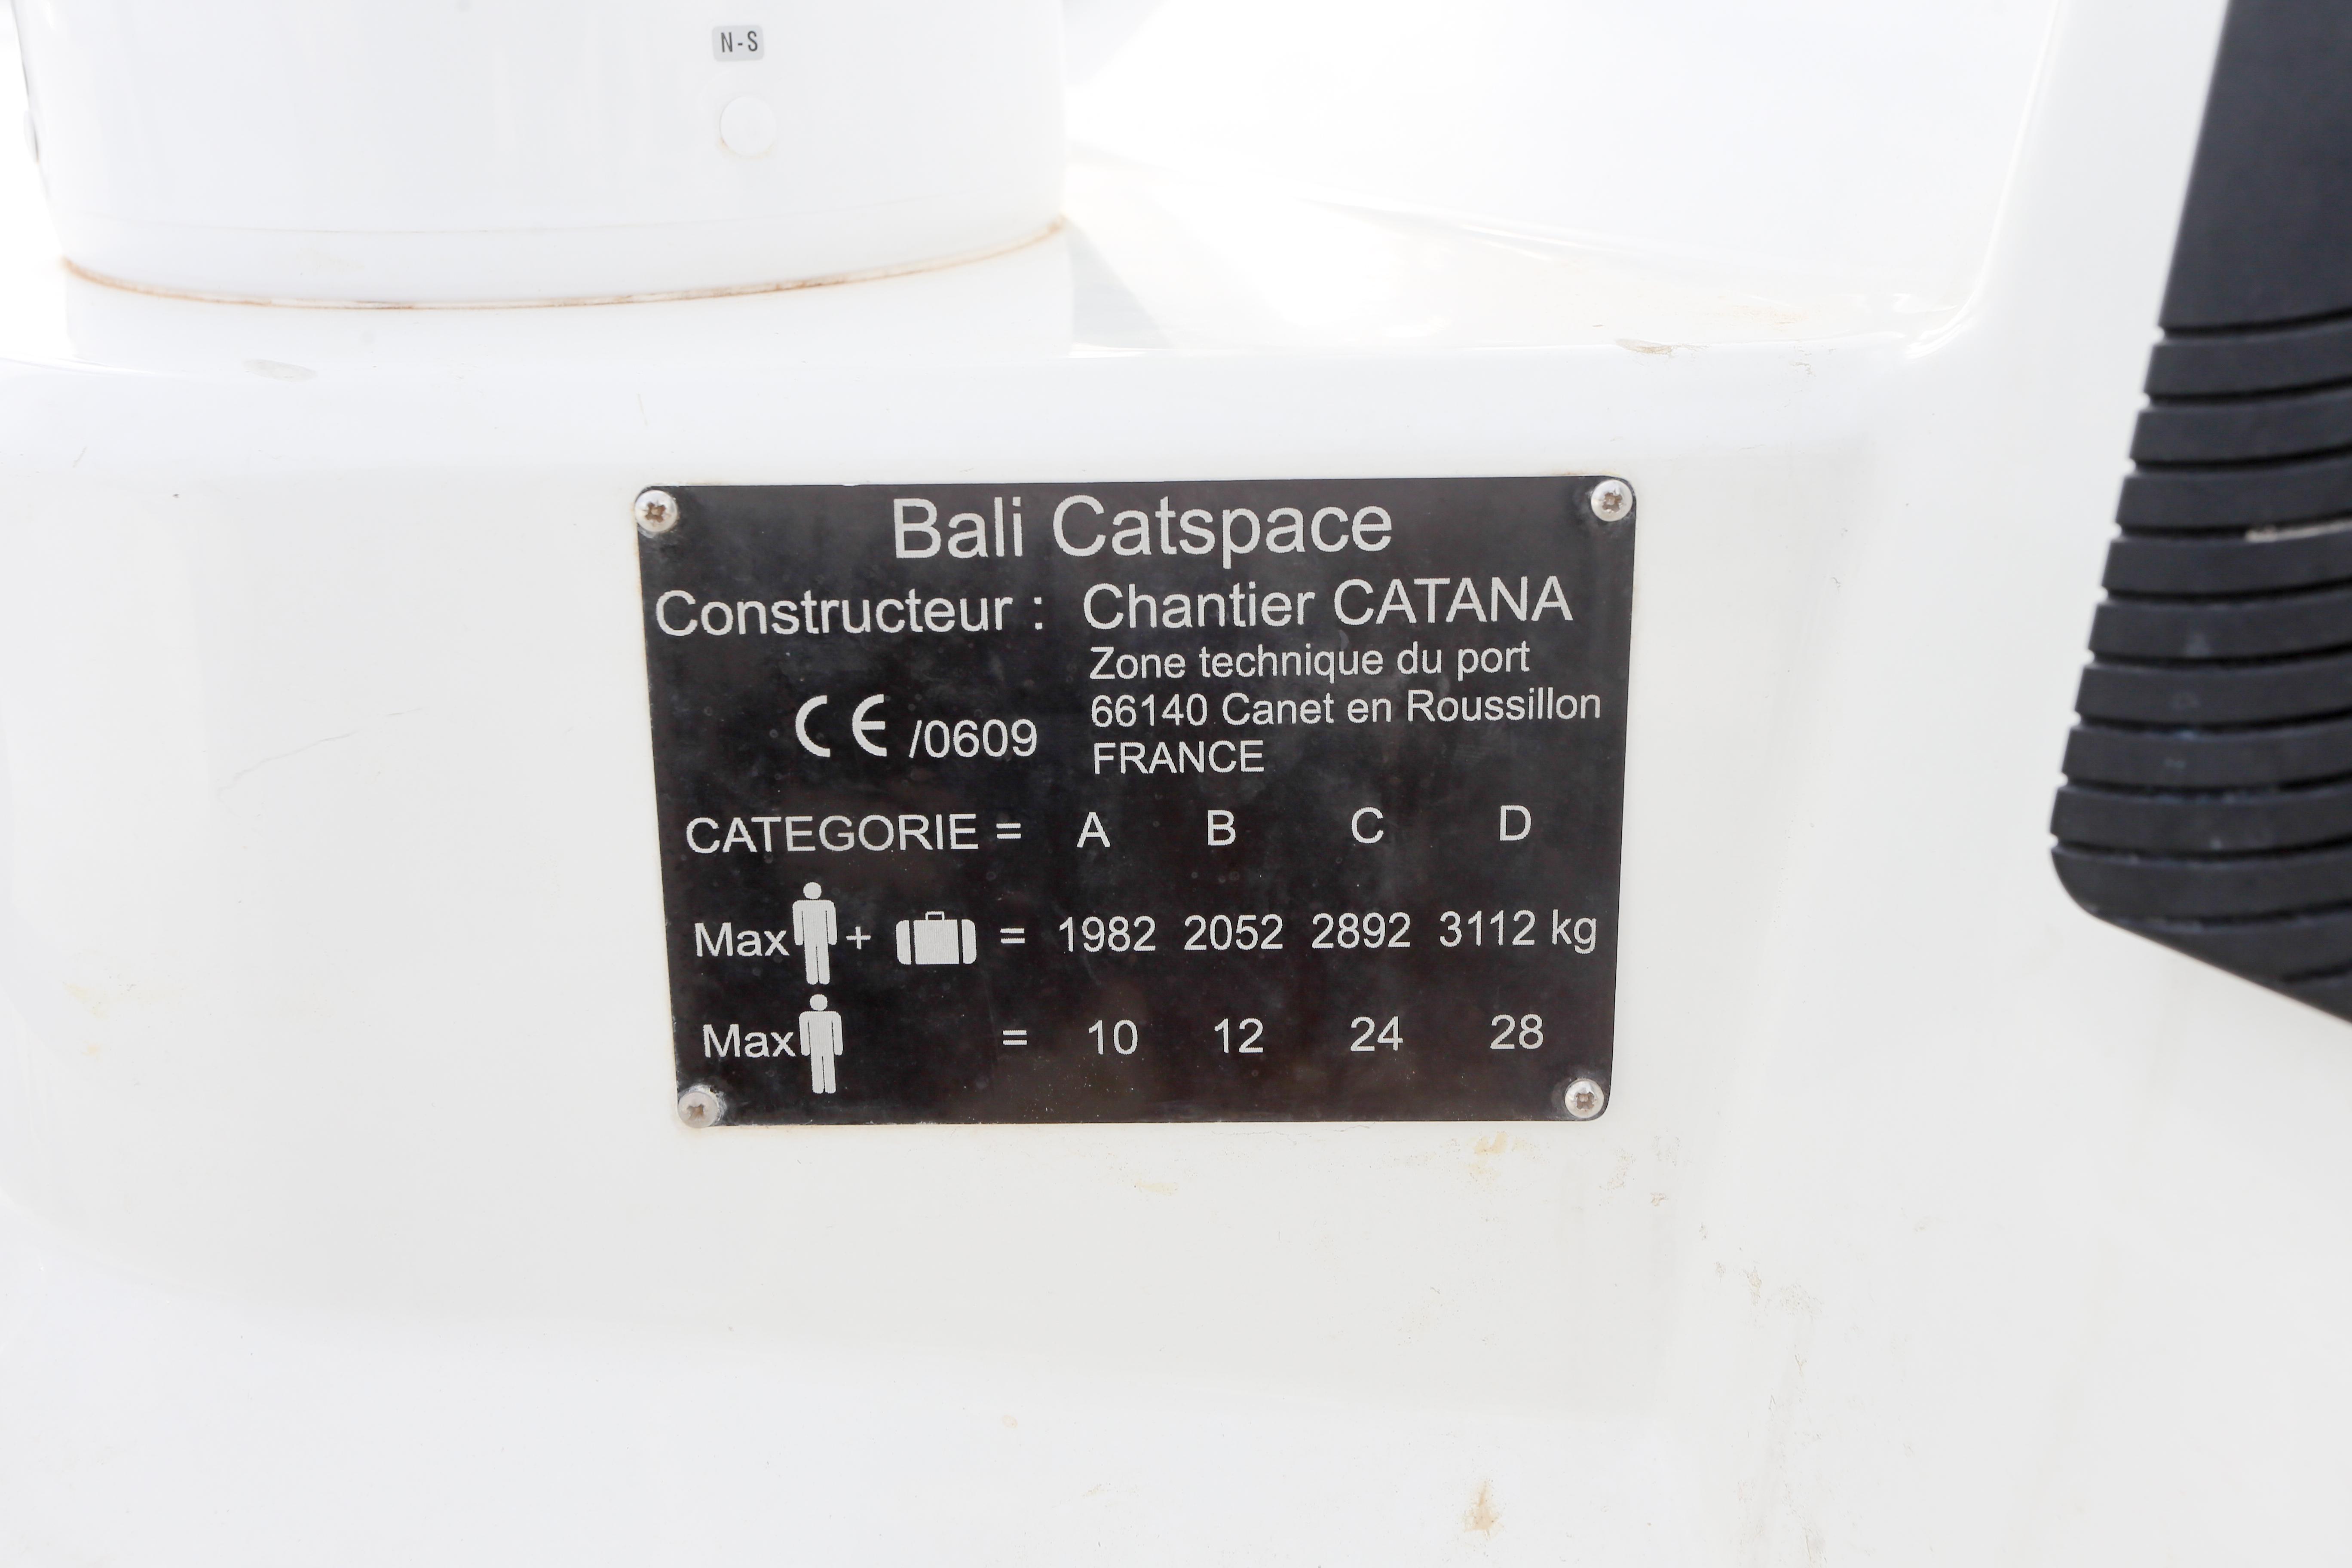 N-S
Bali Catspace
Constructeur : Chantier CATANA
Zone technique du port
66140 Canet en Roussillon
CE /0609
FRANCE
CATEGORIE = A B C D
Max + = 1982 2052 2892 3112 kg
Max = 10 12 24 28